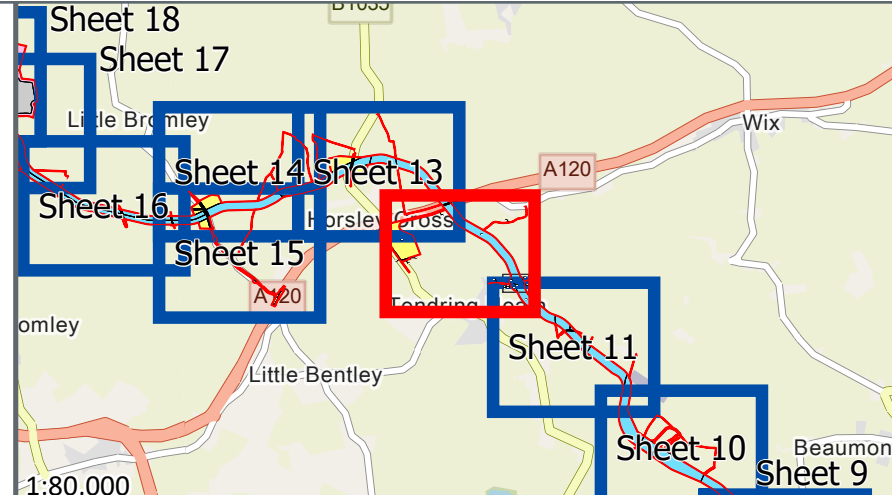 B1035
Sheet 18
Sheet 17
Little Bromley
Wix
Sheet 14
Sheet 13
A120
Sheet 16
Horsley Cross
Sheet 15
A120
Tendring
omley
Sheet 11
Little Bentley
Sheet 10
Beaumon
Sheet 9
1:80,000